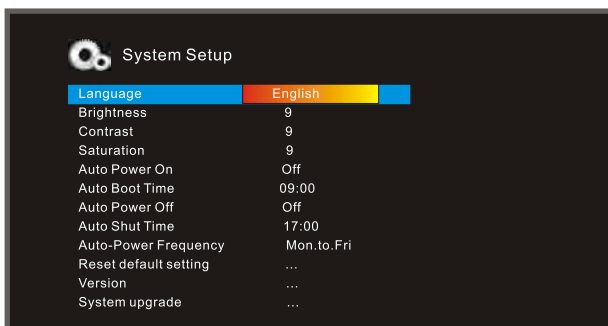 System Setup
Language English
Brightness 9
Contrast 9
Saturation 9
Auto Power On Off
Auto Boot Time 09:00
Auto Power Off Off
Auto Shut Time 17:00
Auto-Power Frequency Mon.to.Fri
Reset default setting ...
Version ...
System upgrade ...